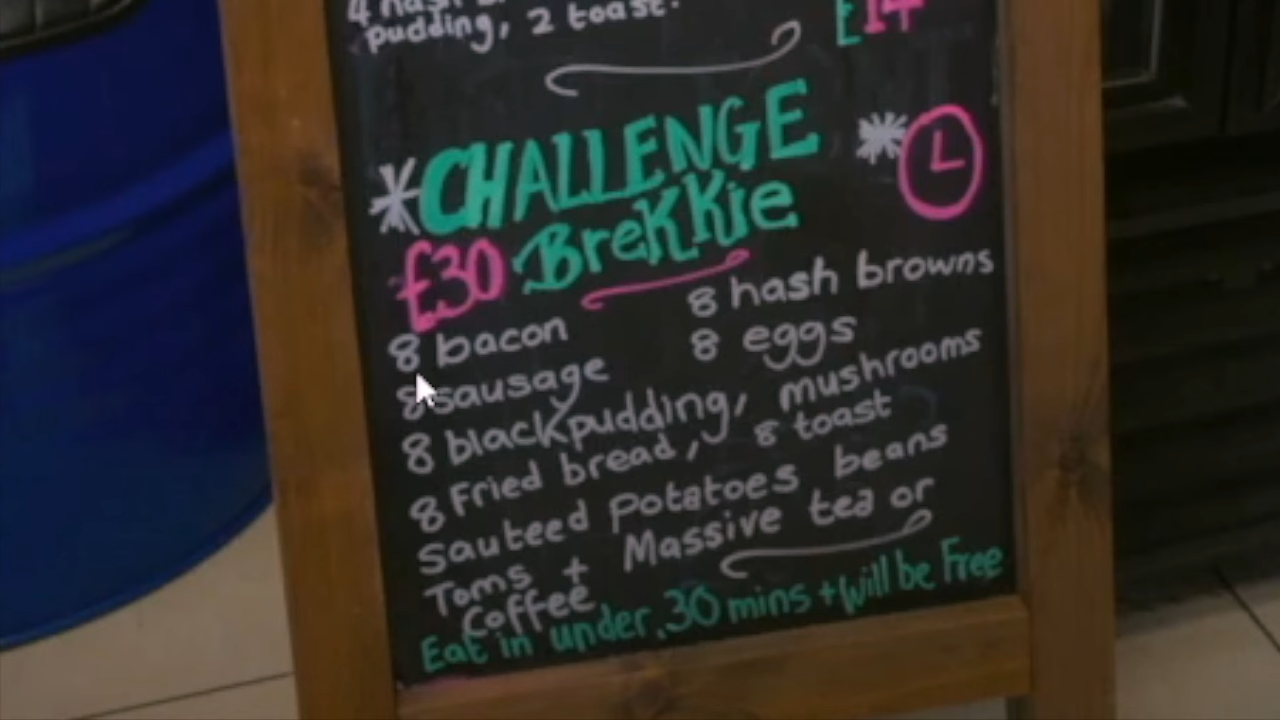 4 hash
pudding, 2 toast.
£14
*CHALLENGE *
£30 BreKKie
8 bacon 8 hash browns
8 sausage 8 eggs
8 blackpudding, mushrooms
8 Fried bread, 8 toast
Sauteed Potatoes beans
Toms + Massive tea or
Coffee
Eat in under 30 mins + Will be Free